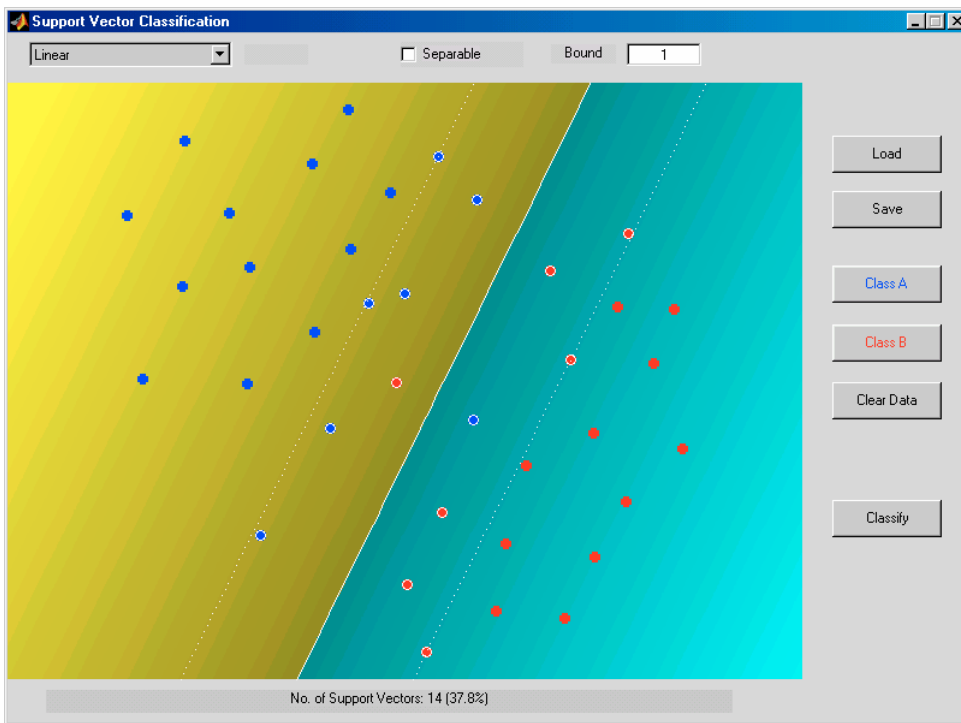 Support Vector Classification
Linear
Separable
Bound
1
Load
Save
Class A
Class B
Clear Data
Classify
No. of Support Vectors: 14 (37.8%)